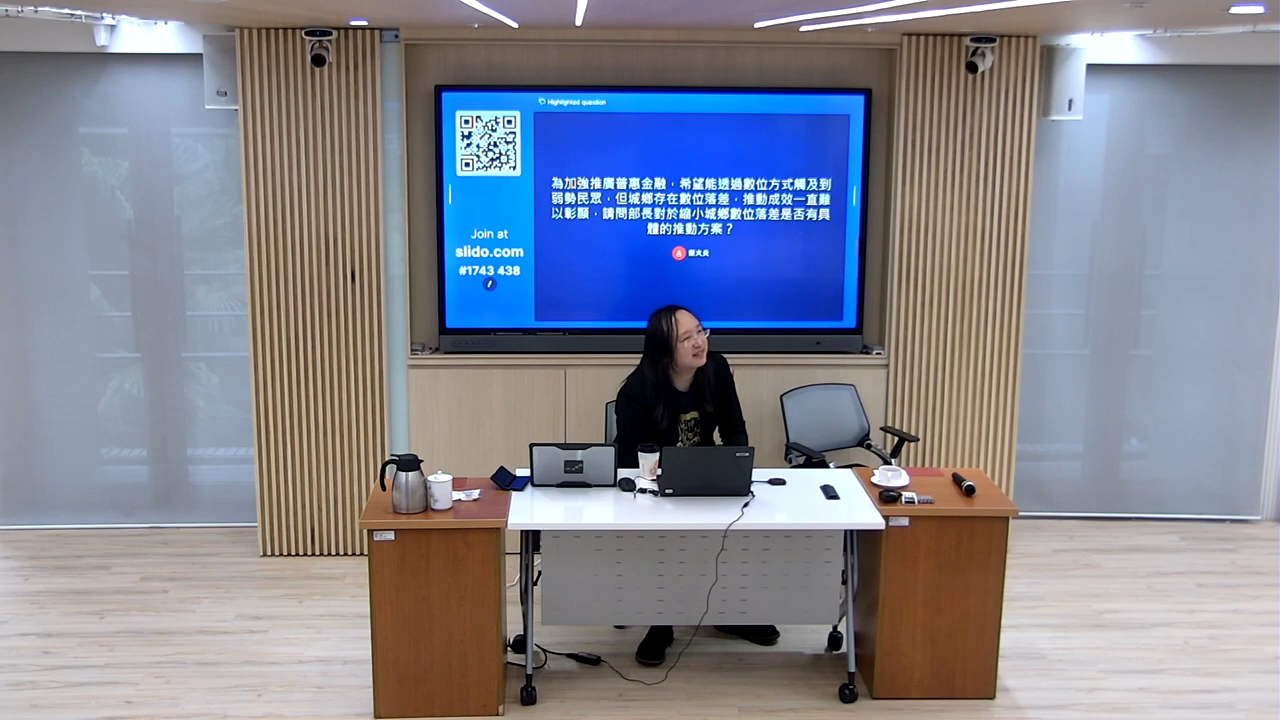 Highlighted question
為加強推廣普惠金融，希望能透過數位方式觸及到
弱勢民眾，但城鄉存在數位落差，推動成效一直難
以彰顯，請問部長對於縮小城鄉數位落差是否有具
體的推動方案？
Join at
slido.com
#1743 438